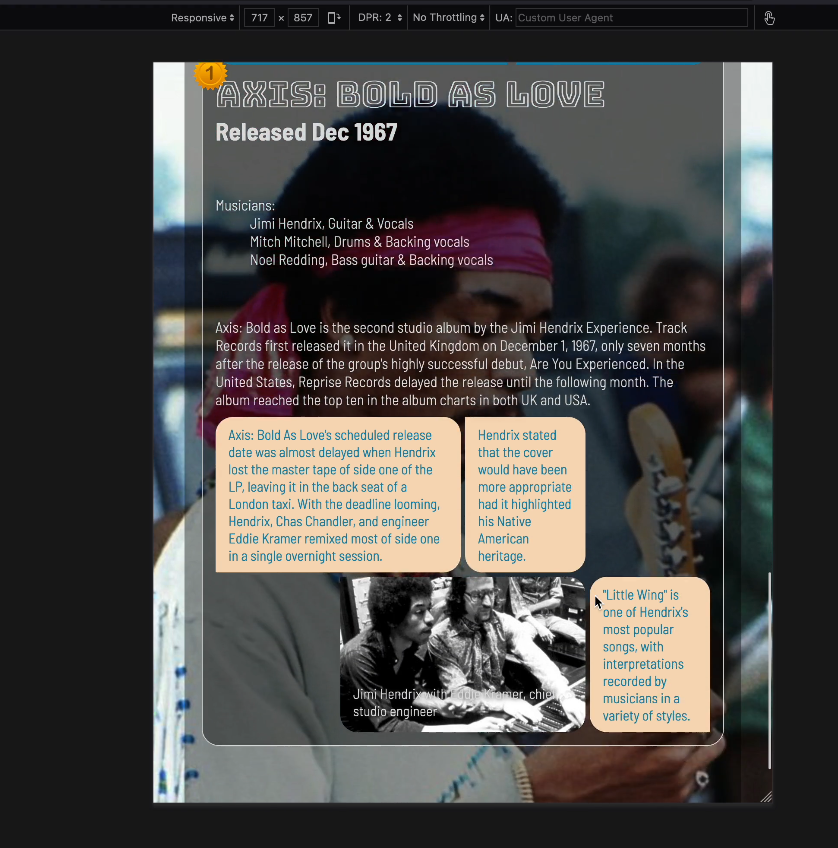 Responsive 717 x 857 DPR: 2 No Throttling UA: Custom User Agent
1
AXIS: BOLD AS LOVE
Released Dec 1967
Musicians:
Jimi Hendrix, Guitar & Vocals
Mitch Mitchell, Drums & Backing vocals
Noel Redding, Bass guitar & Backing vocals
Axis: Bold as Love is the second studio album by the Jimi Hendrix Experience. Track
Records first released it in the United Kingdom on December 1, 1967, only seven months
after the release of the group's highly successful debut, Are You Experienced. In the
United States, Reprise Records delayed the release until the following month. The
album reached the top ten in the album charts in both UK and USA.
Axis: Bold As Love's scheduled release
date was almost delayed when Hendrix
lost the master tape of side one of the
LP, leaving it in the back seat of a
London taxi. With the deadline looming,
Hendrix, Chas Chandler, and engineer
Eddie Kramer remixed most of side one
in a single overnight session.
Hendrix stated
that the cover
would have been
more appropriate
had it highlighted
his Native
American
heritage.
Jimi Hendrix with Eddie Kramer, chief
studio engineer
"Little Wing" is
one of Hendrix's
most popular
songs, with
interpretations
recorded by
musicians in a
variety of styles.